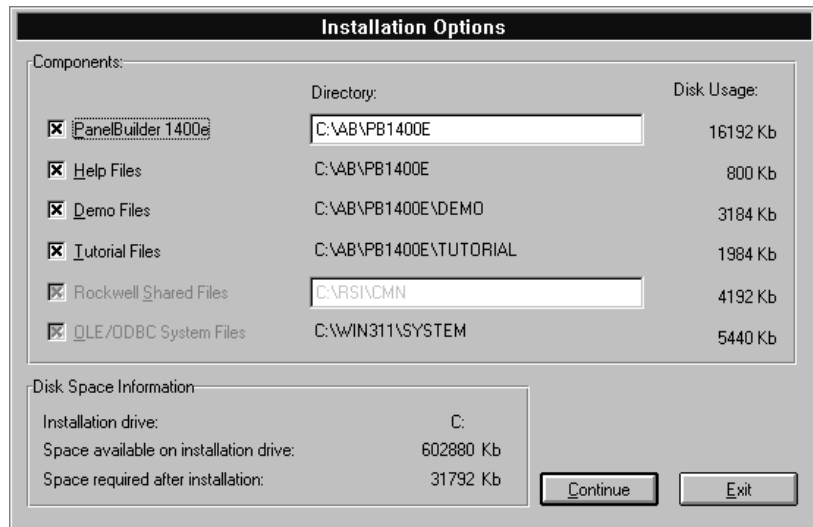 Installation Options
Components:
Directory: Disk Usage:
PanelBuilder 1400e C:\AB\PB1400E 16192 Kb
Help Files C:\AB\PB1400E 800 Kb
Demo Files C:\AB\PB1400E\DEMO 3184 Kb
Tutorial Files C:\AB\PB1400E\TUTORIAL 1984 Kb
Rockwell Shared Files C:\RSI\CMN 4192 Kb
OLE/ODBC System Files C:\WIN311\SYSTEM 5440 Kb
Disk Space Information
Installation drive: C:
Space available on installation drive: 602880 Kb
Space required after installation: 31792 Kb
Continue Exit